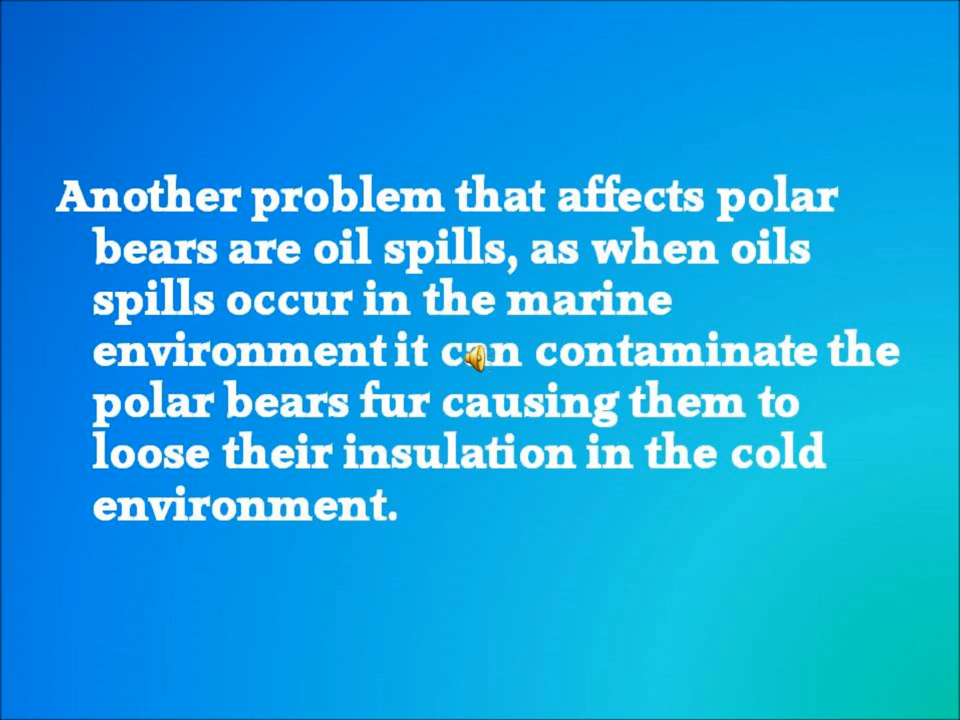 Another problem that affects polar
bears are oil spills, as when oils
spills occur in the marine
environment it can contaminate the
polar bears fur causing them to
loose their insulation in the cold
environment.